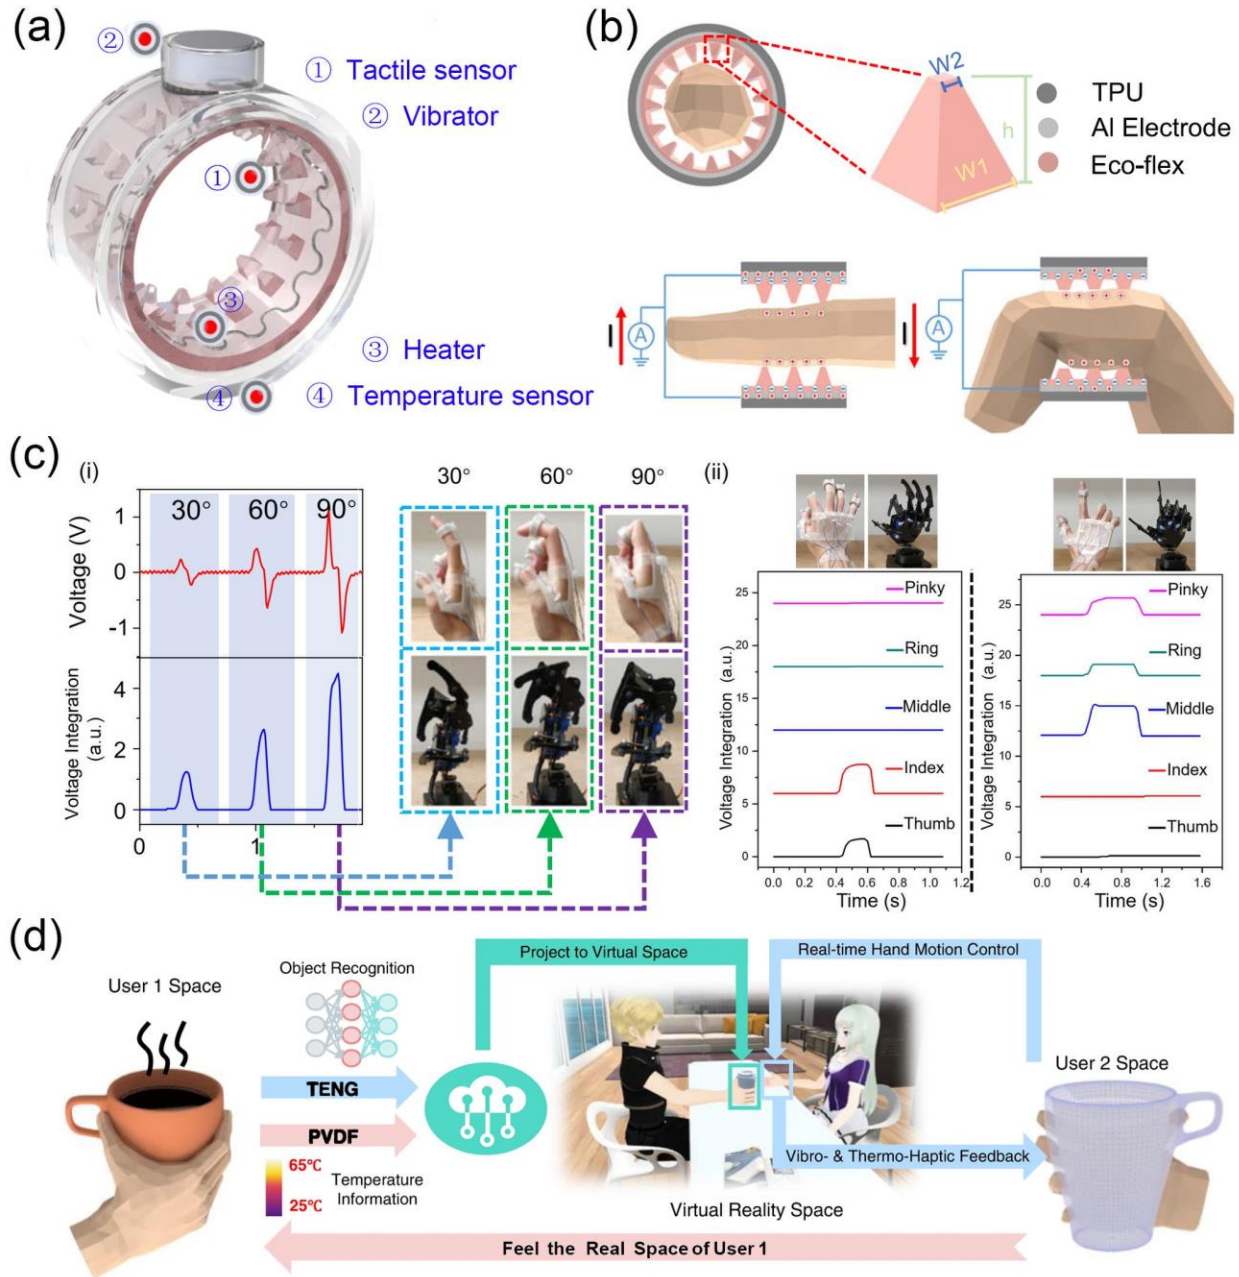 (a)
②
① Tactile sensor
② Vibrator
①
③
③ Heater
④
④ Temperature sensor
(b)
W2
h
W1
TPU
Al Electrode
Eco-flex
I
A
I
A
(c)
(i)
30°
60°
90°
1
0
-1
Voltage (V)
4
2
0
Voltage Integration
(a.u.)
0
1
30°
60°
90°
(ii)
Pinky
Ring
Middle
Index
Thumb
25
20
15
10
5
0
Voltage Integration (a.u.)
0.0 0.2 0.4 0.6 0.8 1.0 1.2
Time (s)
Pinky
Ring
Middle
Index
Thumb
25
20
15
10
5
0
Voltage Integration (a.u.)
0.0 0.4 0.8 1.2 1.6
Time (s)
(d)
User 1 Space
Object Recognition
TENG
PVDF
65℃
25℃
Temperature
Information
Project to Virtual Space
Real-time Hand Motion Control
User 2 Space
Vibro- & Thermo-Haptic Feedback
Virtual Reality Space
Feel the Real Space of User 1